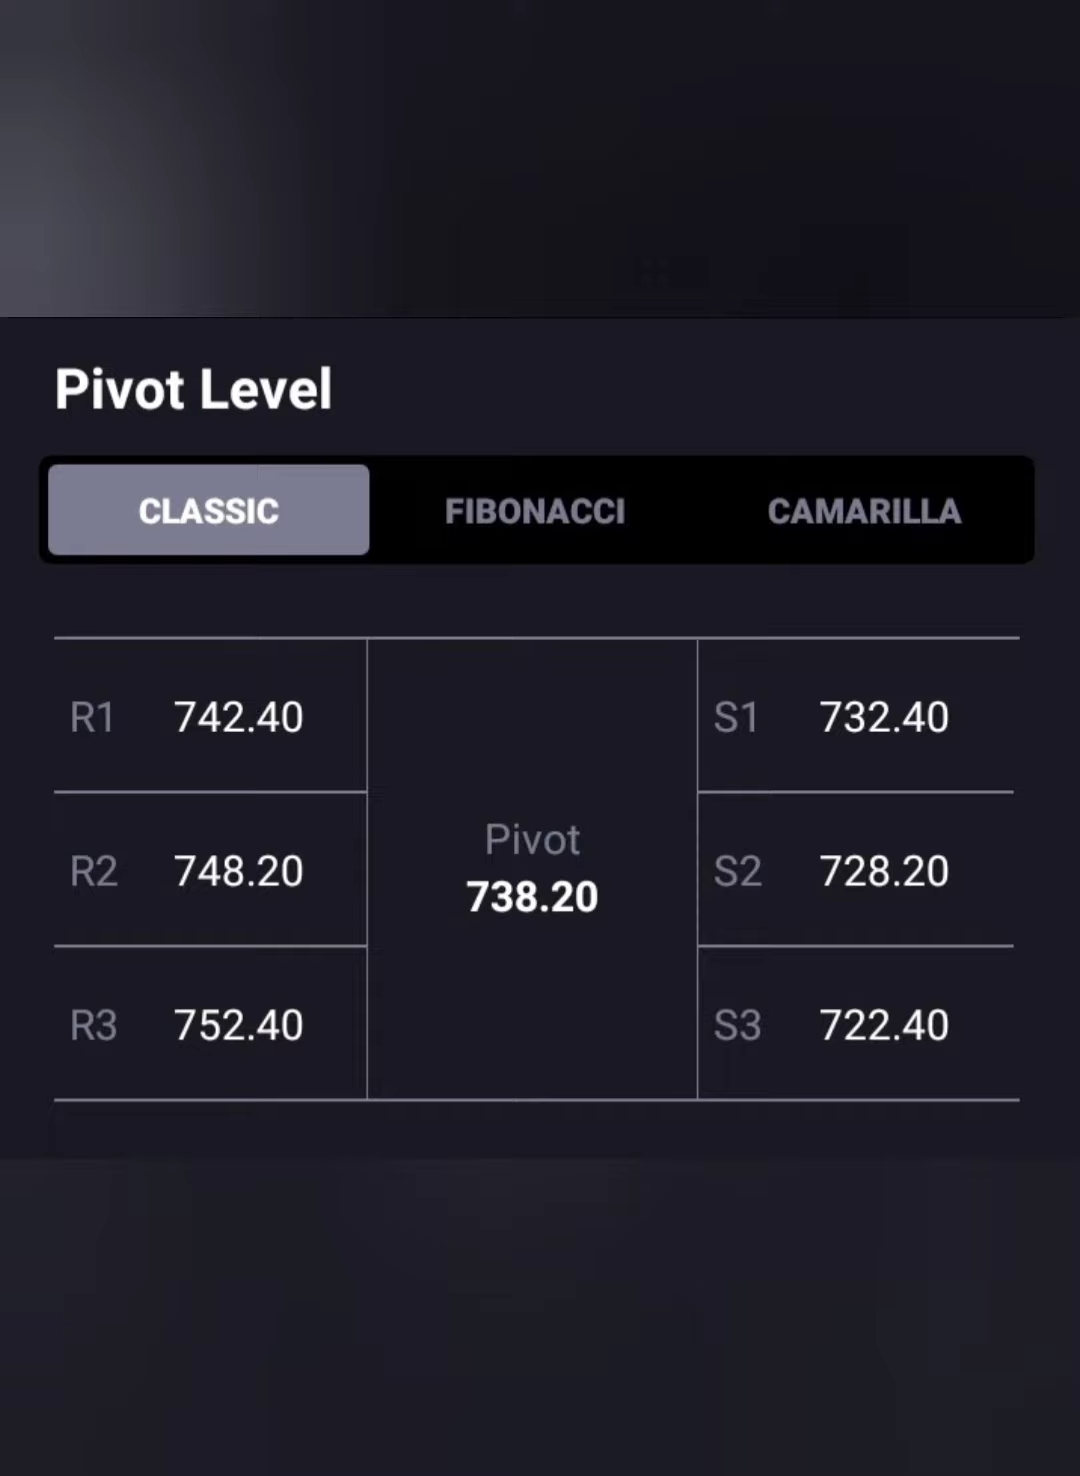 Pivot Level
CLASSIC FIBONACCI CAMARILLA
R1 742.40
R2 748.20
R3 752.40
Pivot
738.20
S1 732.40
S2 728.20
S3 722.40